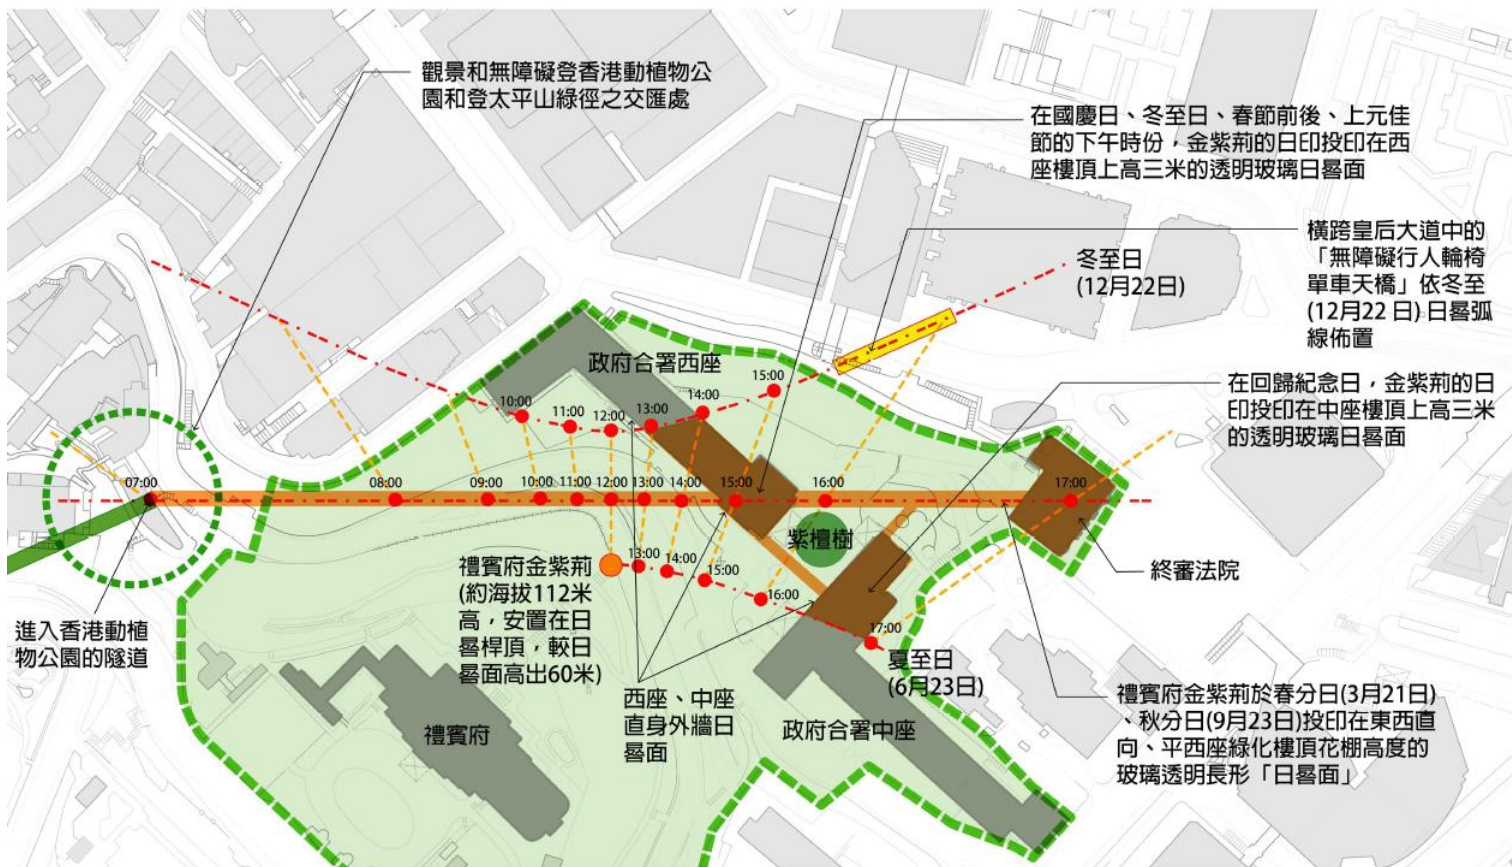 觀景和無障礙登香港動植物公
園和登太平山綠徑之交匯處
在國慶日、冬至日、春節前後、上元佳
節的下午時份，金紫荊的日印投印在西
座樓頂上高三米的透明玻璃日晷面
橫跨皇后大道中的
「無障礙行人輪椅
單車天橋」依冬至
(12月22 日) 日晷弧
線佈置
冬至日
(12月22日)
政府合署西座
在回歸紀念日，金紫荊的日
印投印在中座樓頂上高三米
的透明玻璃日晷面
10:00
11:00
12:00
13:00
14:00
15:00
07:00
08:00
09:00
10:00
11:00
12:00
13:00
14:00
15:00
16:00
17:00
紫檀樹
終審法院
禮賓府金紫荊
(約海拔112米
高，安置在日
晷桿頂，較日
晷面高出60米)
13:00
14:00
15:00
16:00
17:00
進入香港動植
物公園的隧道
夏至日
(6月23日)
西座、中座
直身外牆日
晷面
政府合署中座
禮賓府
禮賓府金紫荊於春分日(3月21日)
、秋分日(9月23日)投印在東西直
向、平西座綠化樓頂花棚高度的
玻璃透明長形「日晷面」